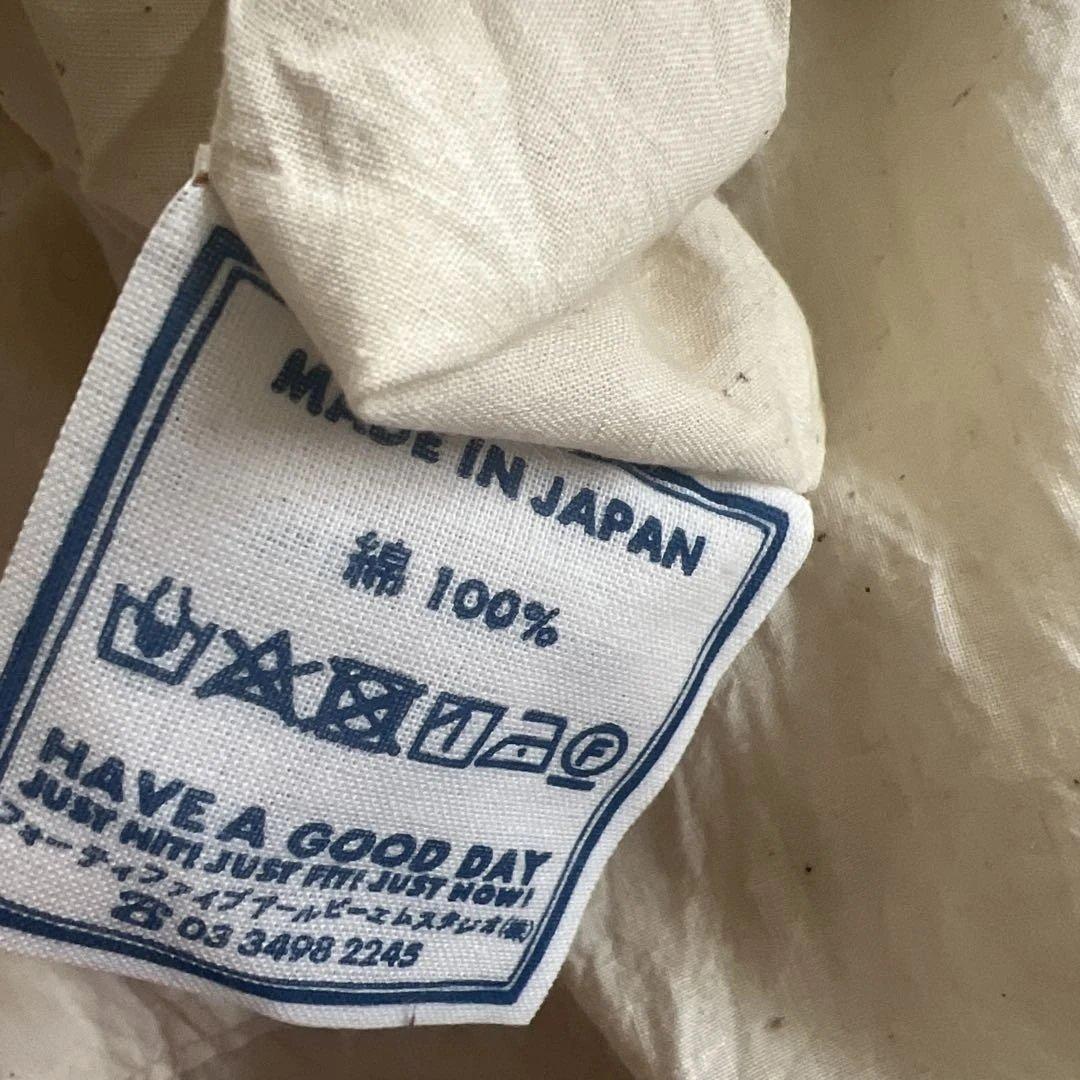 MADE IN JAPAN
綿 100%
F
HAVE A GOOD DAY
JUST HIT! JUST FIT! JUST NOW!
フォーティファイブアールピーエムスタジオ(株)
☎ 03 3498 2245